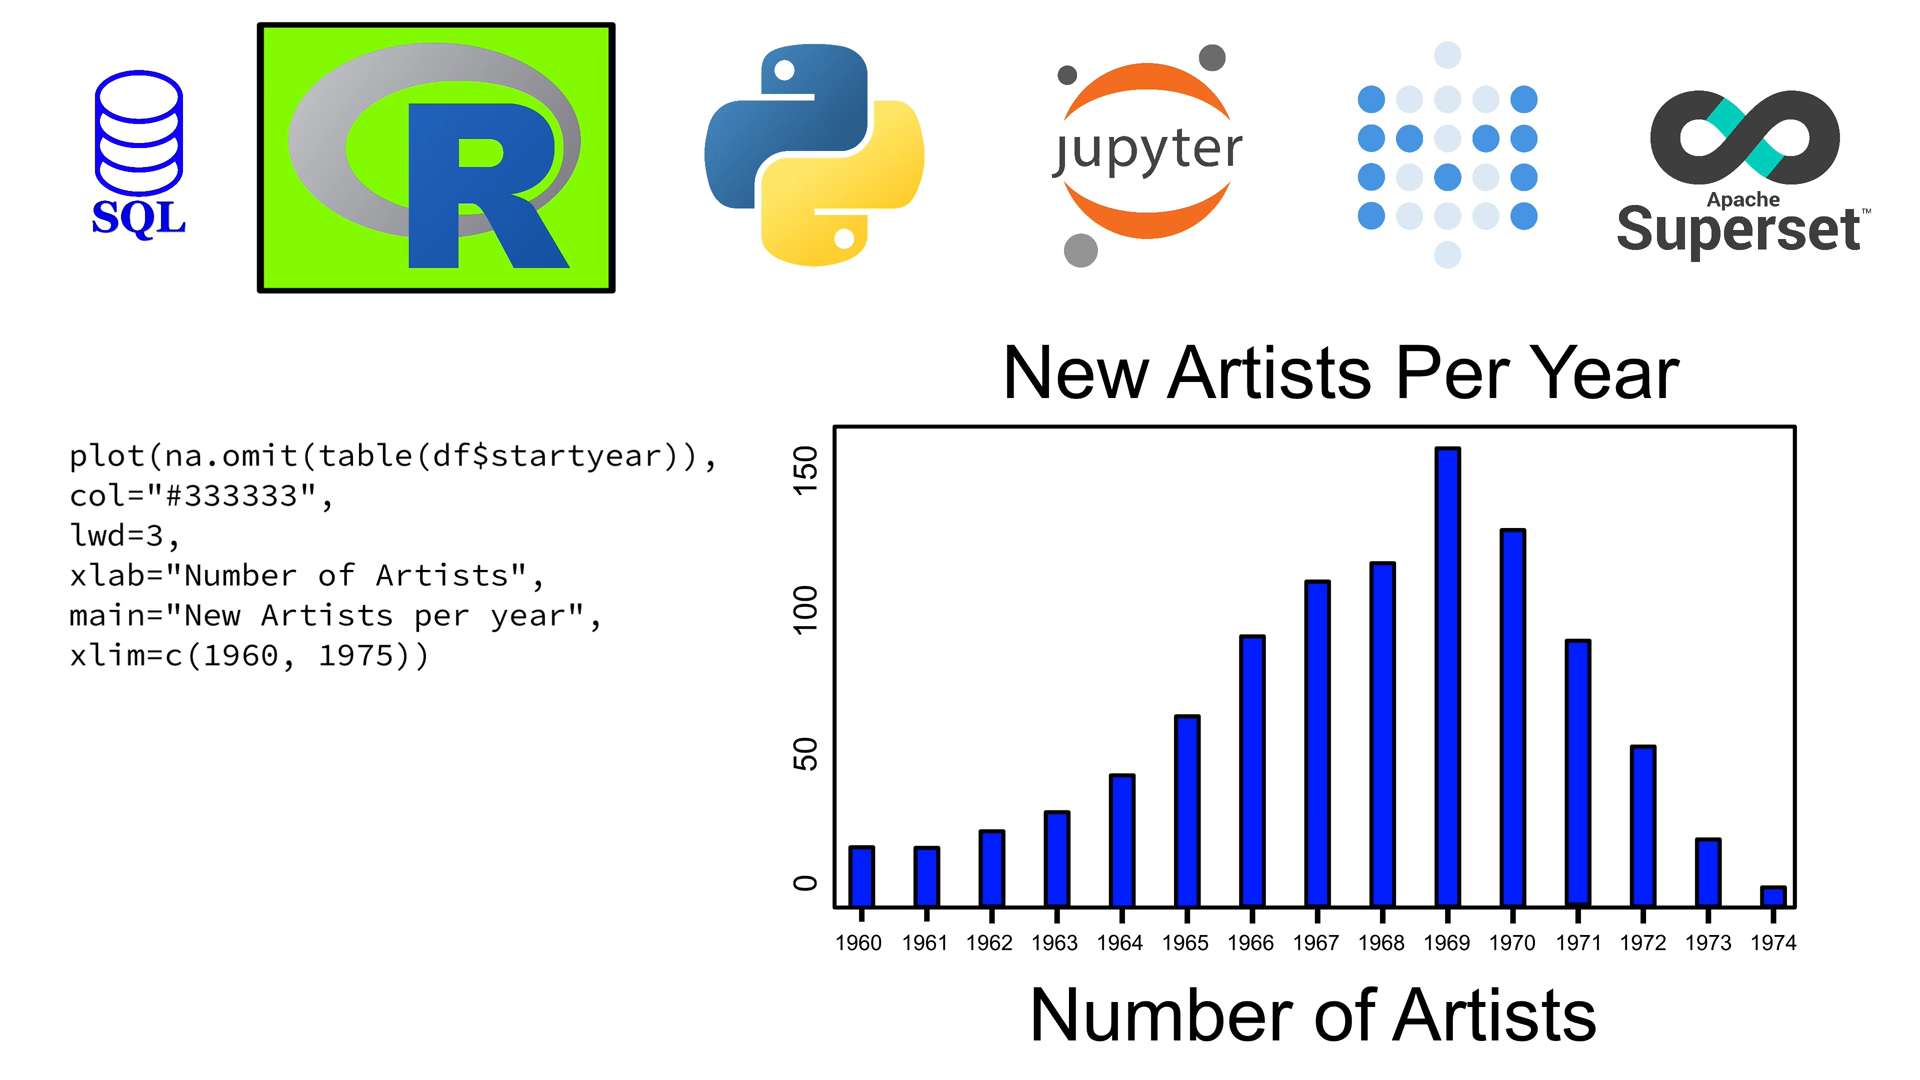 SQL
R
jupyter
Apache
Superset™
New Artists Per Year
plot(na.omit(table(df$startyear)),
col="#333333",
lwd=3,
xlab="Number of Artists",
main="New Artists per year",
xlim=c(1960, 1975))
150
100
50
0
1960 1961 1962 1963 1964 1965 1966 1967 1968 1969 1970 1971 1972 1973 1974
Number of Artists